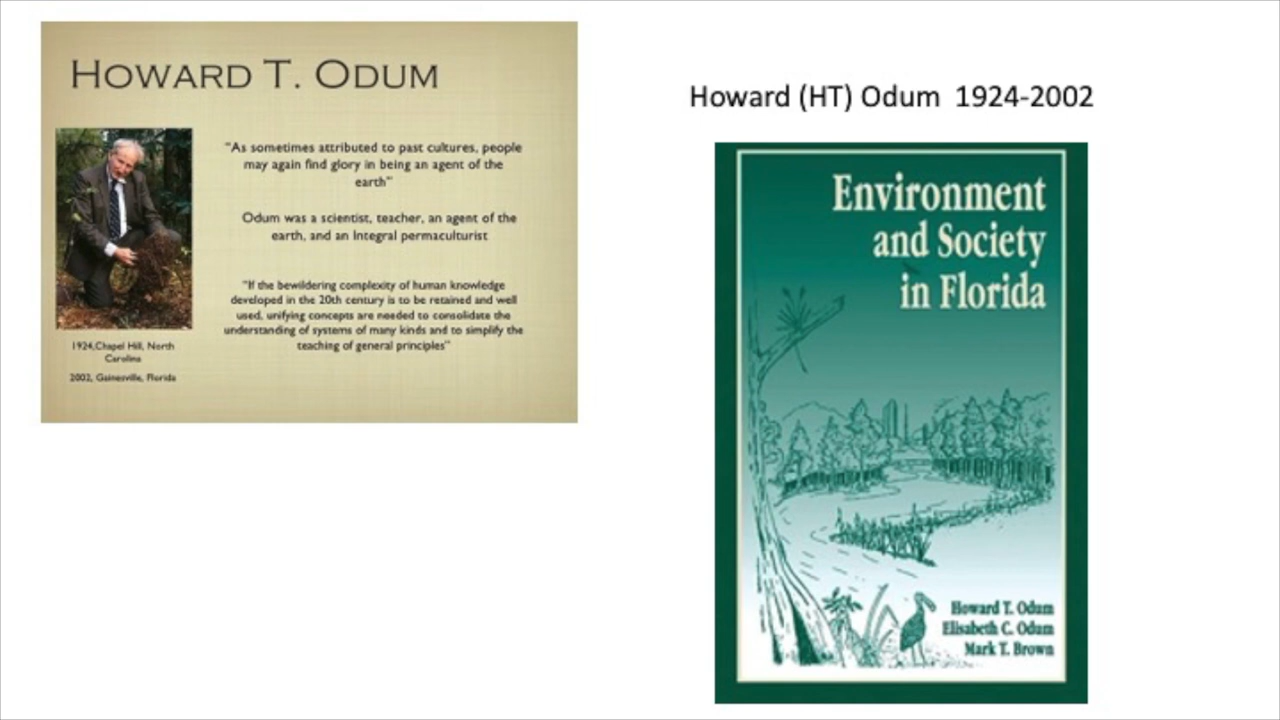 HOWARD T. ODUM
"As sometimes attributed to past cultures, people
may again find glory in being an agent of the
earth"
Odum was a scientist, teacher, an agent of the
earth, and an Integral permaculturist
"If the bewildering complexity of human knowledge
developed in the 20th century is to be retained and well
used, unifying concepts are needed to consolidate the
understanding of systems of many kinds and to simplify the
teaching of general principles"
1924,Chapel Hill, North
Carolina
2002, Gainesville, Florida
Howard (HT) Odum 1924-2002
Environment
and Society
in Florida
Howard T. Odum
Elisabeth C. Odum
Mark T. Brown